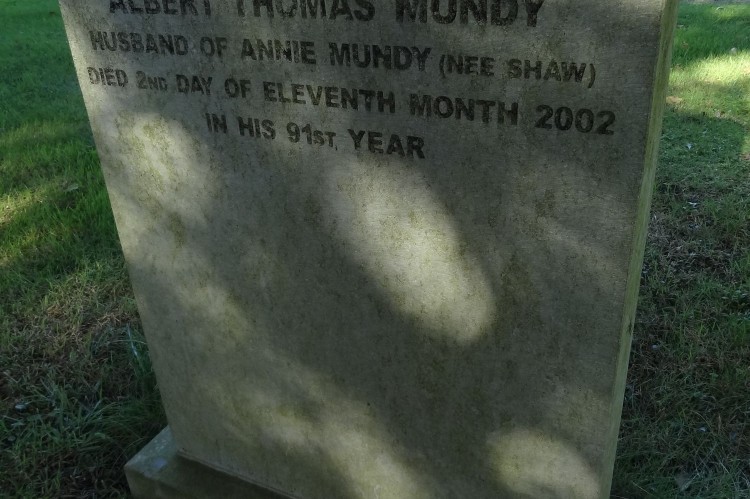 ALBERT THOMAS MUNDY
HUSBAND OF ANNIE MUNDY (NEE SHAW)
DIED 2ND DAY OF ELEVENTH MONTH 2002
IN HIS 91ST. YEAR